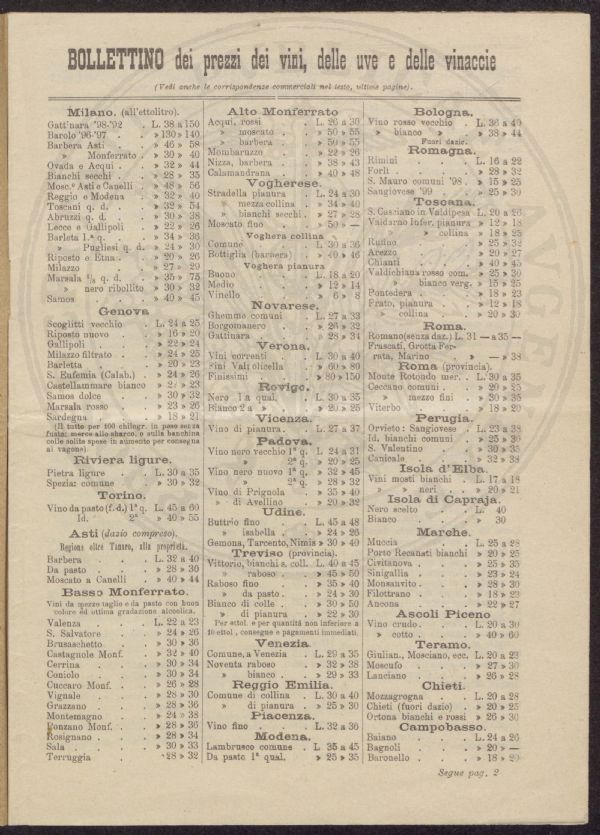 BOLLETTINO dei prezzi dei vini, delle uve e delle vinaccie
(Vedi anche le corrispondenze commerciali nel testo, ultime pagine).
Milano. (all'ettolitro).
Gatt'nara '98-'92 . L. 38 a 150
Barolo '96-'97 . . » 130 » 140
Barbera Asti . . » 46 » 58
» Monferrato . » 30 » 40
Ovada e Acqui . . » 32 » 44
Bianchi secchi . . » 28 » 35
Mosc.º Asti e Canelli . » 48 » 56
Reggio e Modena . » 32 » 40
Toscani q. d. . . » 32 » 54
Abruzzi q. d. . . » 30 » 38
Lecce e Gallipoli . » 22 » 26
Barleta 1.ª q. . . » 34 » 36
» Pugliesi q. d. » 24 » 30
Riposto e Etna . . » 20 » 26
Milazzo . . » 27 » 29
Marsala q. d. . » 35 » 75
» nero ribollito » 30 » 32
Samos . . . » 40 » 45
Genova
Scoglitti vecchio . L. 24 a 25
Riposto nuovo . . » 16 » 20
Gallipoli . . » 22 » 24
Milazzo filtrato . . » 24 » 25
Barletta . . . » 20 » 23
S. Eufemia (Calab.) . » 24 » 26
Castellammare bianco » 22 » 23
Samos dolce . . » 30 » 32
Marsala rosso . . » 23 » 26
Sardegna . . . » 18 » 21
(Il tutto per 100 chilogr. in peso senza
fusto: merce allo sbarco, o sulla banchina
colle solite spese in aumento per consegna
al vagone).
Riviera ligure.
Pietra ligure . . L. 30 a 35
Spezia: comune . . » 30 » 32
Torino.
Vino da pasto (f. d.) 1ª q. L. 45 a 60
Id. 2ª » » 40 » 55
Asti (dazio compreso).
Regione oltre Tanaro, alla proprietà.
Barbera . . . L. 32 a 40
Da pasto . . . » 28 » 30
Moscato a Canelli . » 40 » 44
Basso Monferrato.
Vini da mezzo taglio e da pasto con buon
colore ed ottima gradazione alcoolica.
Valenza . . . L. 22 a 23
S. Salvatore . . » 24 » 26
Brusaschetto . . » 30 » 36
Castagnole Monf. . » 32 » 40
Cerrina . . . » 30 » 34
Coniolo . . . » 30 » 34
Cuccaro Monf. . . » 26 » 28
Vignale . . . » 28 » 30
Grazzano . . . » 28 » 36
Montemagno . . » 24 » 38
Ponzano Monf. . . » 28 » 36
Rosignano . . . » 28 » 34
Sala . . . » 30 » 33
Terruggia . . » 28 » 32
Alto Monferrato
Acqui, rossi . . L. 26 a 30
» moscato . . » 50 » 55
» barbera . . » 50 » 55
Mombaruzzo . . » 22 » 26
Nizza, barbera . . » 38 » 43
Calamandrana . . » 40 » 48
Vogherese.
Stradella pianura . L. 24 a 30
» mezza collina . » 34 » 40
» bianchi secchi . » 27 » 28
Moscato fino . . » 50 » —
Voghera collina
Comune . . . L. 30 a 36
Bottiglia (barbera) . » 40 » 46
Voghera pianura
Buono . . . L. 18 a 20
Medio . . . » 12 » 14
Vinello . . . » 6 » 8
Novarese.
Ghemme comuni . L. 27 a 33
Borgomanero . . » 26 » 32
Gattinara . . » 28 » 34
Verona.
Vini correnti . . L. 30 a 40
Fini Valpolicella . » 60 » 80
Finissimi . . . » 80 » 150
Rovigo.
Nero 1ª qual. . . L. 30 a 35
Bianco 2ª » . . » 20 » 25
Vicenza.
Vino di pianura. . L. 27 a 37
Padova.
Vino nero vecchio 1ª q. L. 24 a 31
» 2ª q. » 20 » 25
Vino nero nuovo 1ª q. » 32 » 45
» 2ª q. » 28 » 32
Vino di Prignola . » 35 » 40
» di Avellino . . » 20 » 32
Udine.
Buttrio fino . . L. 45 a 48
» isabella . . » 24 » 26
Gemona, Tarcento, Nimis » 30 » 40
Treviso (provincia).
Vittorio, bianchi s. coll. L. 40 a 45
» raboso . . » 45 » 50
Raboso fino . . » 35 » 40
» da pasto . . » 24 » 30
Bianco di colle . . » 30 » 50
» di pianura . . » 22 » 30
Per ettol. e per quantità non inferiore a
10 ettol., consegne e pagamenti immediati.
Venezia.
Comune, a Venezia . L. 29 a 35
Noventa raboso . » 32 » 38
» bianco . . » 29 » 33
Reggio Emilia.
Comune di collina . L. 30 a 40
» di pianura . » 25 » 30
Piacenza.
Vino fino . . L. 32 a 36
Modena.
Lambrusco comune . L. 35 a 45
Da pasto 1ª qual. . » 25 » 35
Bologna.
Vino rosso vecchio . L. 36 a 40
» bianco » . » 38 » 44
Fuori dazio.
Romagna.
Rimini . . . L. 16 a 22
Forlì . . . » 28 » 32
S. Mauro comuni '98 . » 15 » 25
Sangiovese '99 . . » 25 » 30
Toscana.
S. Casciano in Valdipesa L. 20 a 26
Valdarno Infer. pianura » 12 » 18
» collina » 18 » 25
Rufino . . . » 25 » 32
Arezzo . . . » 20 » 27
Chianti . . . » 40 » 45
Valdichiana rosso com. » 25 » 30
» bianco verg. » 15 » 25
Pontedera . . » 18 » 23
Prato, pianura . . » 12 » 18
» collina . . » 20 » 30
Roma.
Romano (senza daz.) L. 31 — a 35 —
Frascati, Grotta Fer-
rata, Marino » — » 38
Roma (provincia).
Monte Rotondo mer. . L. 30 a 35
Ceccano comuni . . » 20 » 25
» mezzo fini . » 30 » 35
Viterbo . . » 18 » 20
Perugia.
Orvieto: Sangiovese . L. 23 a 38
Id. bianchi comuni . » 25 » 30
S. Valentino . . » 30 » 35
Canicale . . . » 32 » 38
Isola d'Elba.
Vini mosti bianchi . L. 17 a 18
» » neri . » 20 » 21
Isola di Capraja.
Nero scelto . . L. 40
Bianco . . » 30
Marche.
Muccia . . . L. 25 a 28
Porto Recanati bianchi » 20 » 25
Civitanova . . » 25 » 35
Sinigallia . . » 23 » 24
Monsanvito . . » 28 » 30
Filottrano . . » 18 » 23
Ancona . . . » 22 » 27
Ascoli Piceno
Vino crudo. . . L. 20 a 30
» cotto . . . » 40 » 60
Teramo.
Giulian., Mosciano, ecc. L. 20 a 23
Moscufo . . » 27 » 30
Lanciano . . » 26 » 28
Chieti.
Mozzagrogna . . L. 20 a 28
Chieti (fuori dazio) . » 20 » 25
Ortona bianchi e rossi » 26 » 30
Campobasso.
Baiano . . . L. 24 a 26
Bagnoli . . . » 20 » —
Baronello . . » 18 » 20
Segue pag. 2